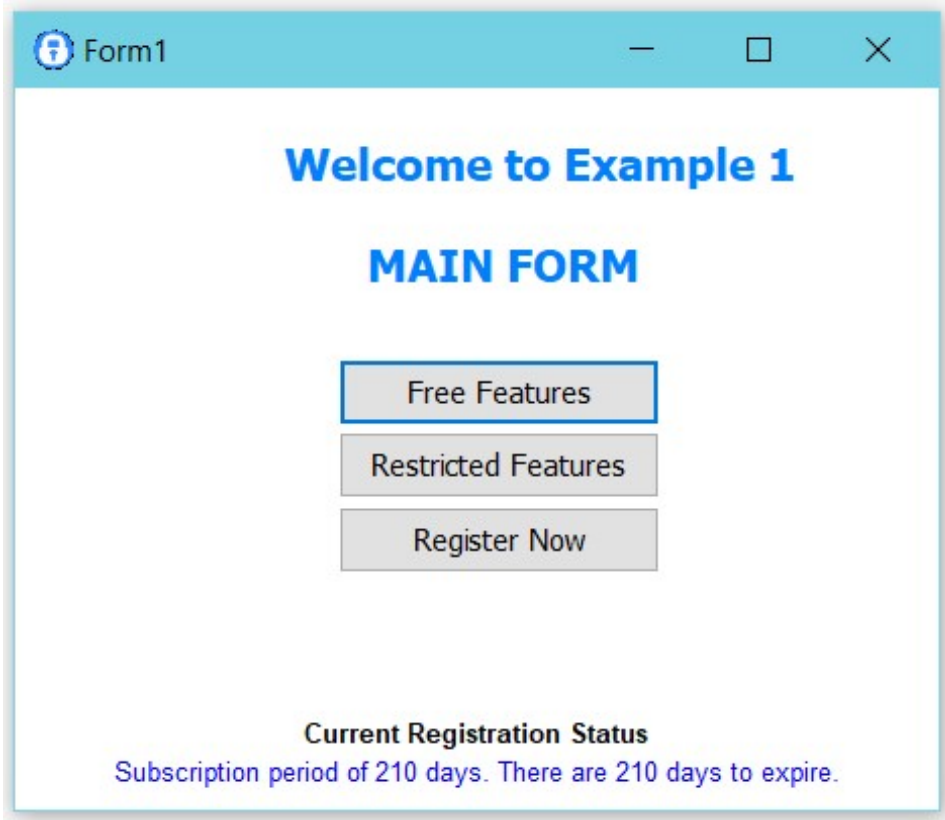 Form1
Welcome to Example 1
MAIN FORM
Free Features
Restricted Features
Register Now
Current Registration Status
Subscription period of 210 days. There are 210 days to expire.